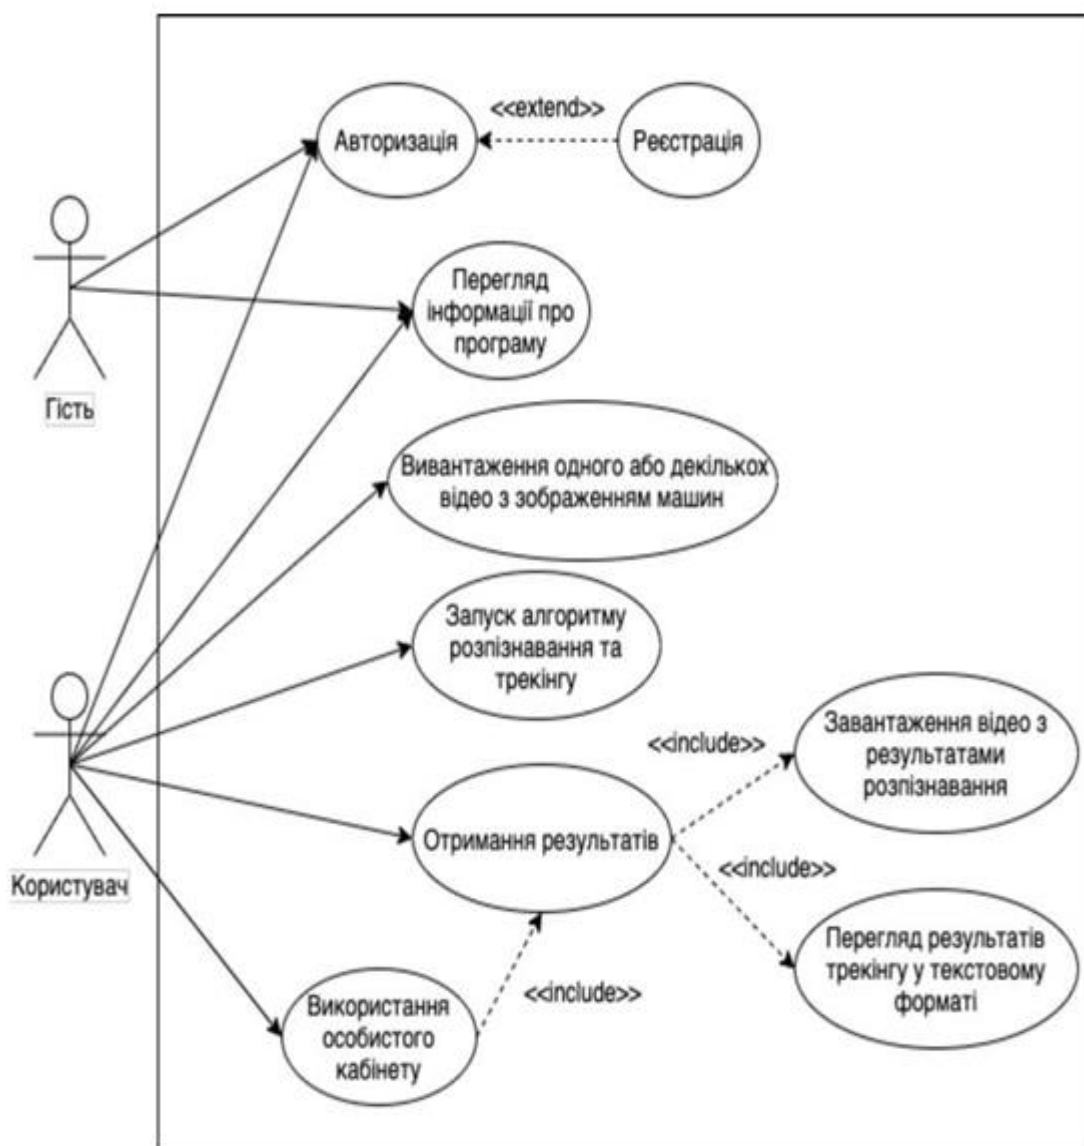 <<extend>>
Авторизація
Реєстрація
Перегляд
інформації про
програму
Гість
Вивантаження одного або декількох
відео з зображенням машин
Запуск алгоритму
розпізнавання та
трекінгу
<<include>>
Завантаження відео з
результатами
розпізнавання
Отримання результатів
<<include>>
Користувач
Перегляд результатів
трекінгу у текстовому
форматі
<<include>>
Використання
особистого
кабінету